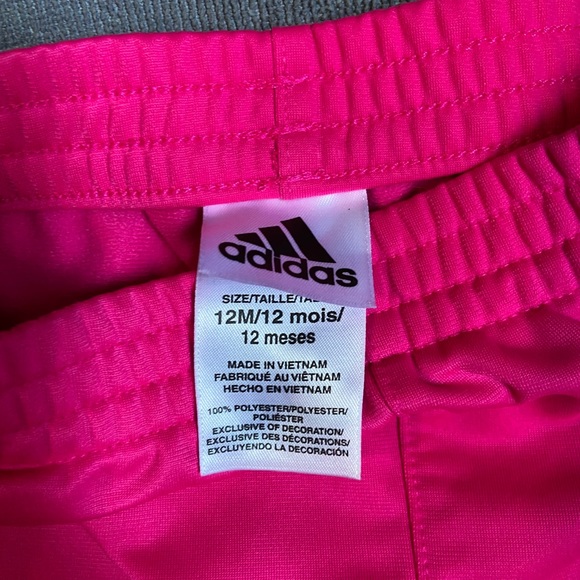 adidas
SIZE/TAILLE/
12M/12 mois/
12 meses
MADE IN VIETNAM
FABRIQUÉ AU VIÊTNAM
HECHO EN VIETNAM
100% POLYESTER/POLYESTER/
POLIÉSTER
EXCLUSIVE OF DECORATION/
EXCLUSIVE DES DÉCORATIONS/
EXCLUYENDO LA DECORACIÓN